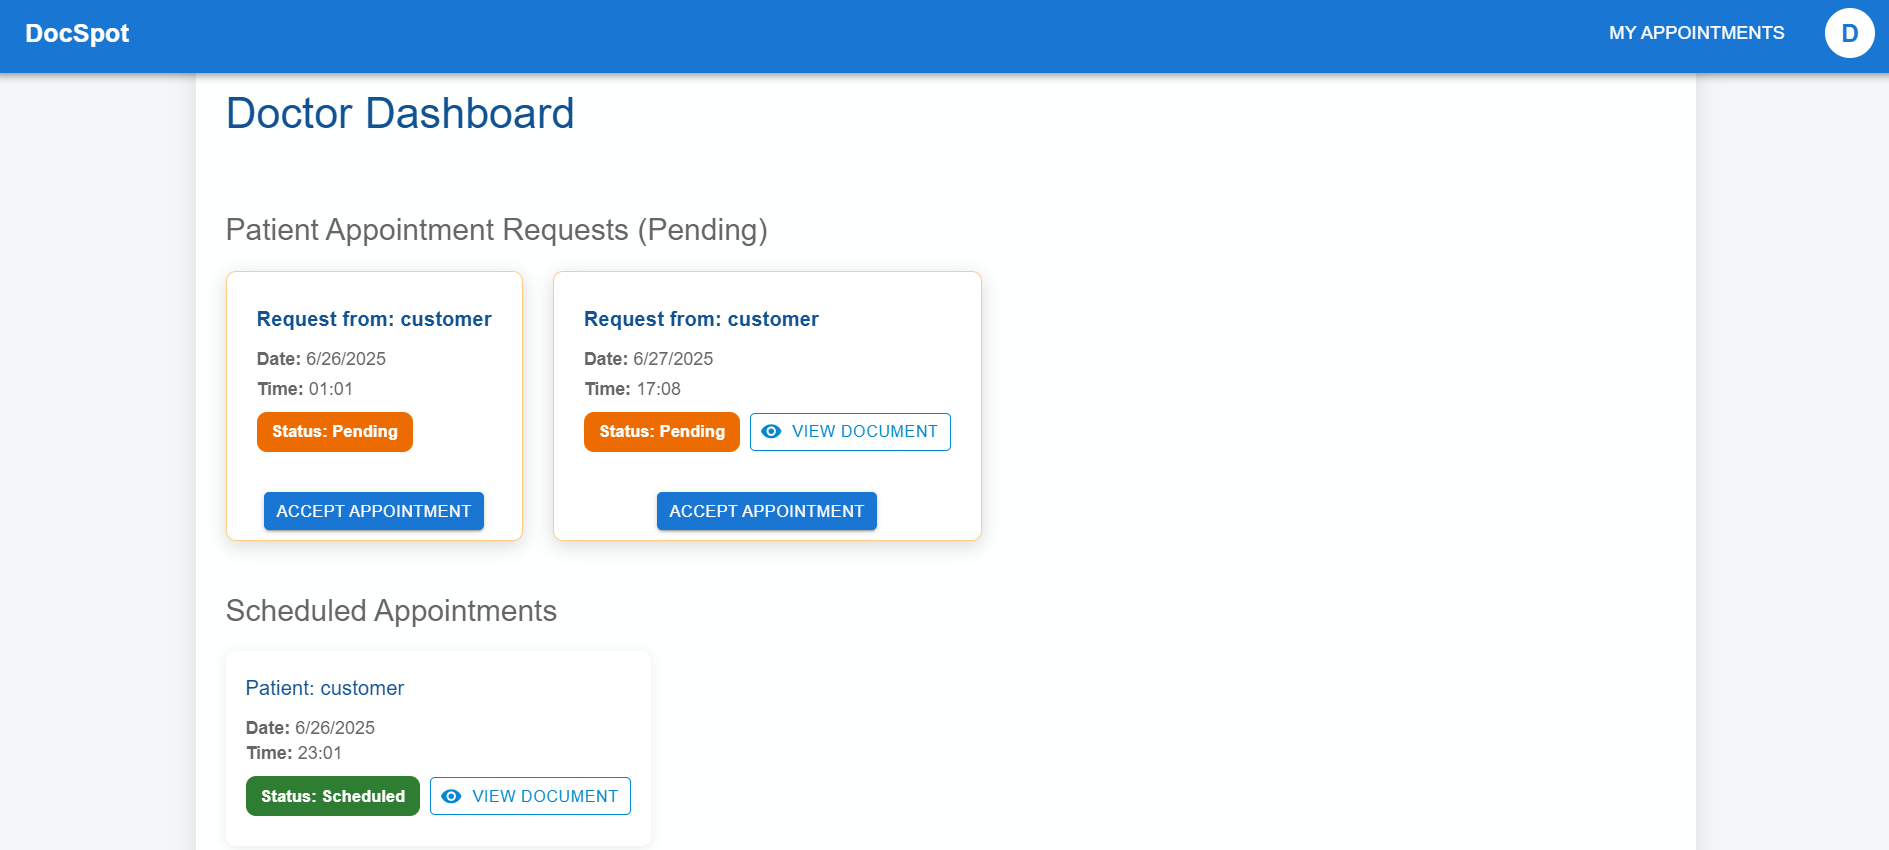 DocSpot
MY APPOINTMENTS
D
Doctor Dashboard
Patient Appointment Requests (Pending)
Request from: customer
Date: 6/26/2025
Time: 01:01
Status: Pending
ACCEPT APPOINTMENT
Request from: customer
Date: 6/27/2025
Time: 17:08
Status: Pending
VIEW DOCUMENT
ACCEPT APPOINTMENT
Scheduled Appointments
Patient: customer
Date: 6/26/2025
Time: 23:01
Status: Scheduled
VIEW DOCUMENT